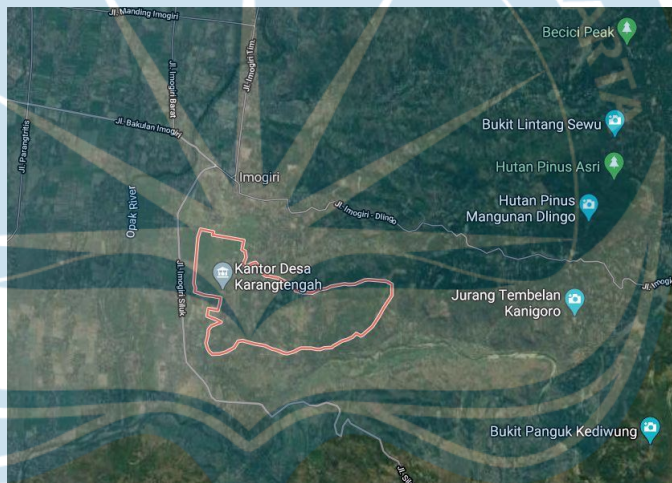 Jl. Manding Imogiri
Becici Peak
Jl. Imogiri Barat
Jl. Imogiri Tim.
Jl. Parangtritis
Jl. Bakulan Imogiri
Bukit Lintang Sewu
Hutan Pinus Asri
Imogiri
Opak River
Jl. Imogiri - Dlingo
Hutan Pinus
Mangunan Dlingo
Jl. Imogiri Siluk
Kantor Desa
Karangtengah
Jurang Tembelan
Kanigoro
Bukit Panguk Kediwung